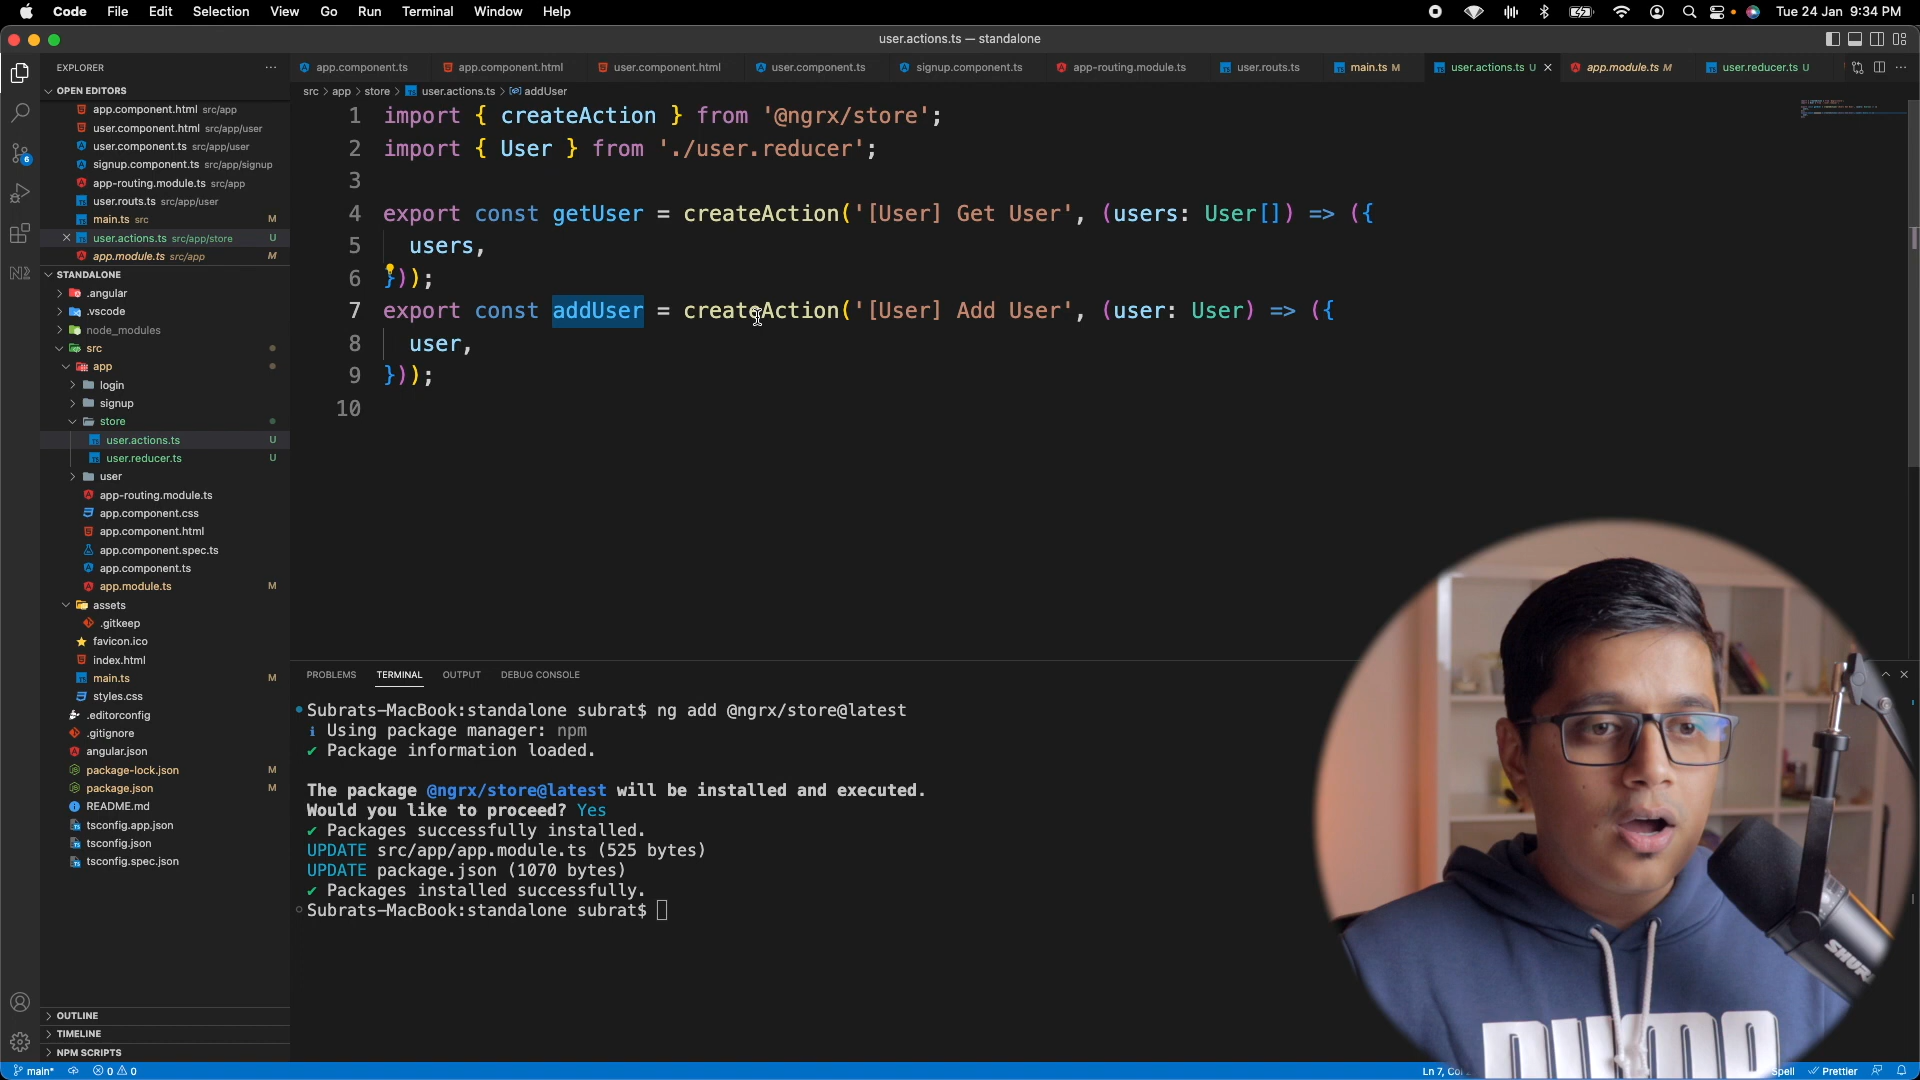 Code File Edit Selection View Go Run Terminal Window Help
Tue 24 Jan 9:34 PM
user.actions.ts — standalone
EXPLORER
OPEN EDITORS
app.component.html src/app
user.component.html src/app/user
user.component.ts src/app/user
signup.component.ts src/app/signup
app-routing.module.ts src/app
user.routs.ts src/app/user
main.ts src M
user.actions.ts src/app/store U
app.module.ts src/app M
STANDALONE
.angular
.vscode
node_modules
src
app
login
signup
store
user.actions.ts U
user.reducer.ts U
user
app-routing.module.ts
app.component.css
app.component.html
app.component.spec.ts
app.component.ts
app.module.ts M
assets
.gitkeep
favicon.ico
index.html
main.ts M
styles.css
.editorconfig
.gitignore
angular.json
package-lock.json M
package.json M
README.md
tsconfig.app.json
tsconfig.json
tsconfig.spec.json
OUTLINE
TIMELINE
NPM SCRIPTS
app.component.ts app.component.html user.component.html user.component.ts signup.component.ts app-routing.module.ts user.routs.ts main.ts M user.actions.ts U app.module.ts M user.reducer.ts U
src > app > store > user.actions.ts > addUser
1 import { createAction } from '@ngrx/store';
2 import { User } from './user.reducer';
3
4 export const getUser = createAction('[User] Get User', (users: User[]) => ({
5 users,
6 }));
7 export const addUser = createAction('[User] Add User', (user: User) => ({
8 user,
9 }));
10
PROBLEMS TERMINAL OUTPUT DEBUG CONSOLE
Subrats-MacBook:standalone subrat$ ng add @ngrx/store@latest
i Using package manager: npm
✔ Package information loaded.
The package @ngrx/store@latest will be installed and executed.
Would you like to proceed? Yes
✔ Packages successfully installed.
UPDATE src/app/app.module.ts (525 bytes)
UPDATE package.json (1070 bytes)
✔ Packages installed successfully.
Subrats-MacBook:standalone subrat$
SHURE
main* 0 0
Ln 7,
Spell Prettier
6